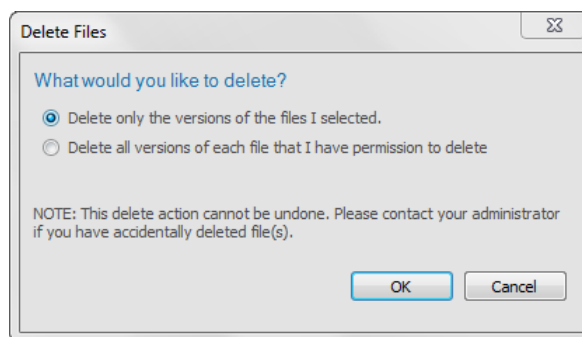 Delete Files
What would you like to delete?
Delete only the versions of the files I selected.
Delete all versions of each file that I have permission to delete
NOTE: This delete action cannot be undone. Please contact your administrator
if you have accidentally deleted file(s).
OK Cancel